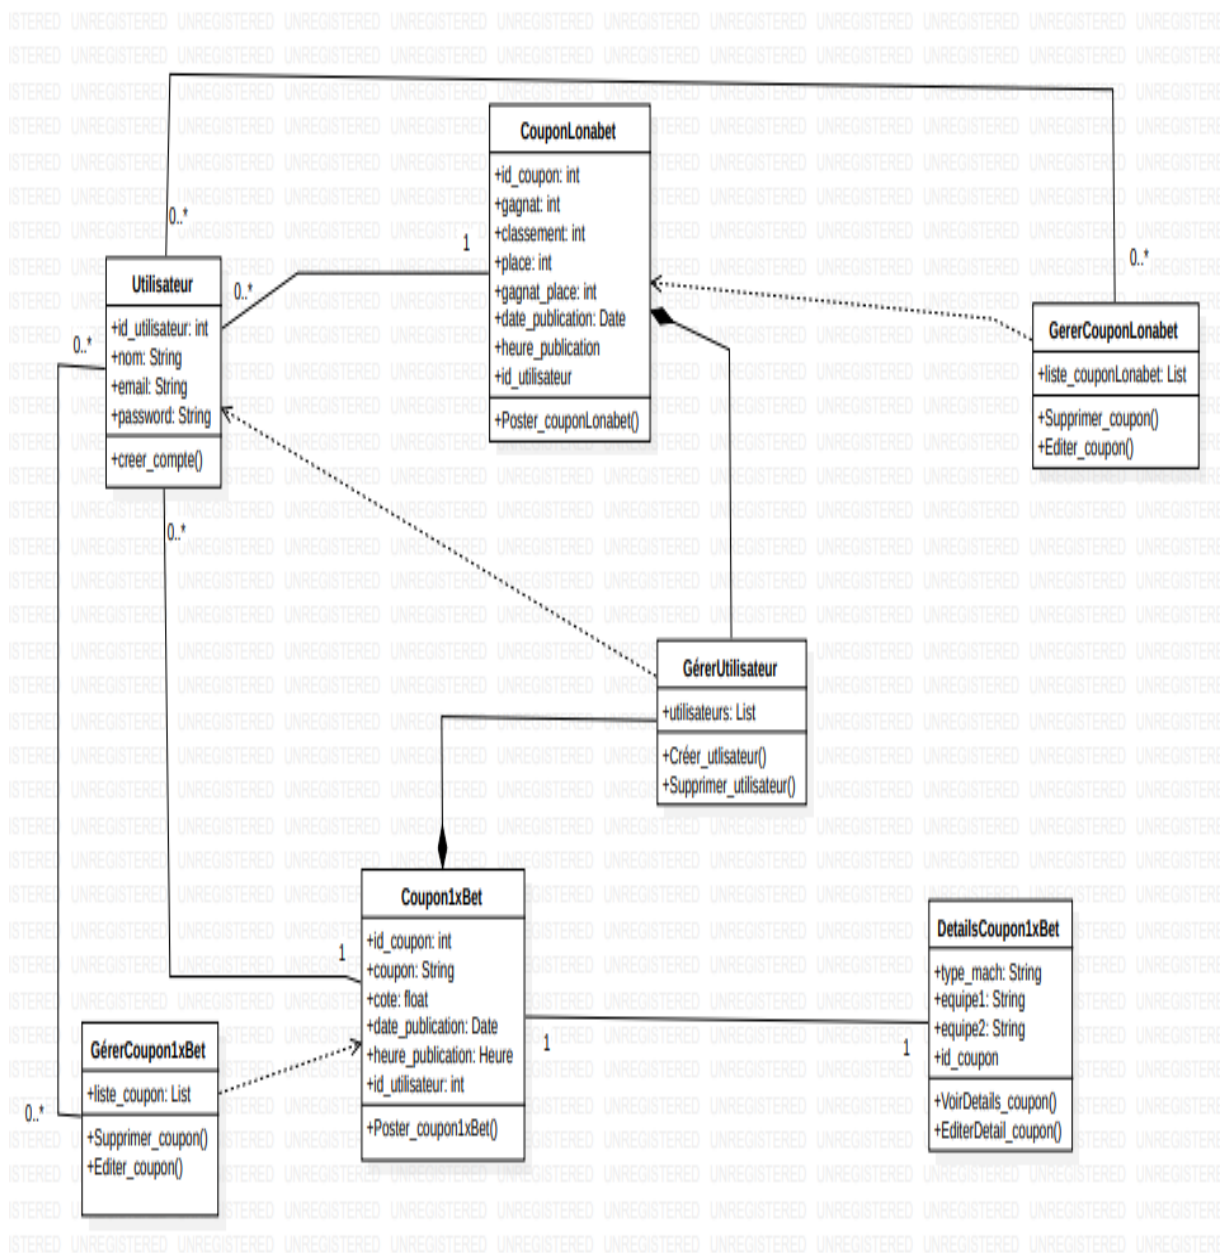 CouponLonabet
+id_coupon: int
+gagnat: int
+classement: int
+place: int
+gagnat_place: int
+date_publication: Date
+heure_publication
+id_utilisateur
+Poster_couponLonabet()
0..*
1
0..*
0..*
Utilisateur
+id_utilisateur: int
+nom: String
+email: String
+password: String
+creer_compte()
0..*
0..*
GererCouponLonabet
+liste_couponLonabet: List
+Supprimer_coupon()
+Editer_coupon()
GérerUtilisateur
+utilisateurs: List
+Créer_utlisateur()
+Supprimer_utilisateur()
Coupon1xBet
+id_coupon: int
+coupon: String
+cote: float
+date_publication: Date
+heure_publication: Heure
+id_utilisateur: int
+Poster_coupon1xBet()
1
1
1
DetailsCoupon1xBet
+type_mach: String
+equipe1: String
+equipe2: String
+id_coupon
+VoirDetails_coupon()
+EditerDetail_coupon()
GérerCoupon1xBet
+liste_coupon: List
+Supprimer_coupon()
+Editer_coupon()
0..*
UNREGISTERED